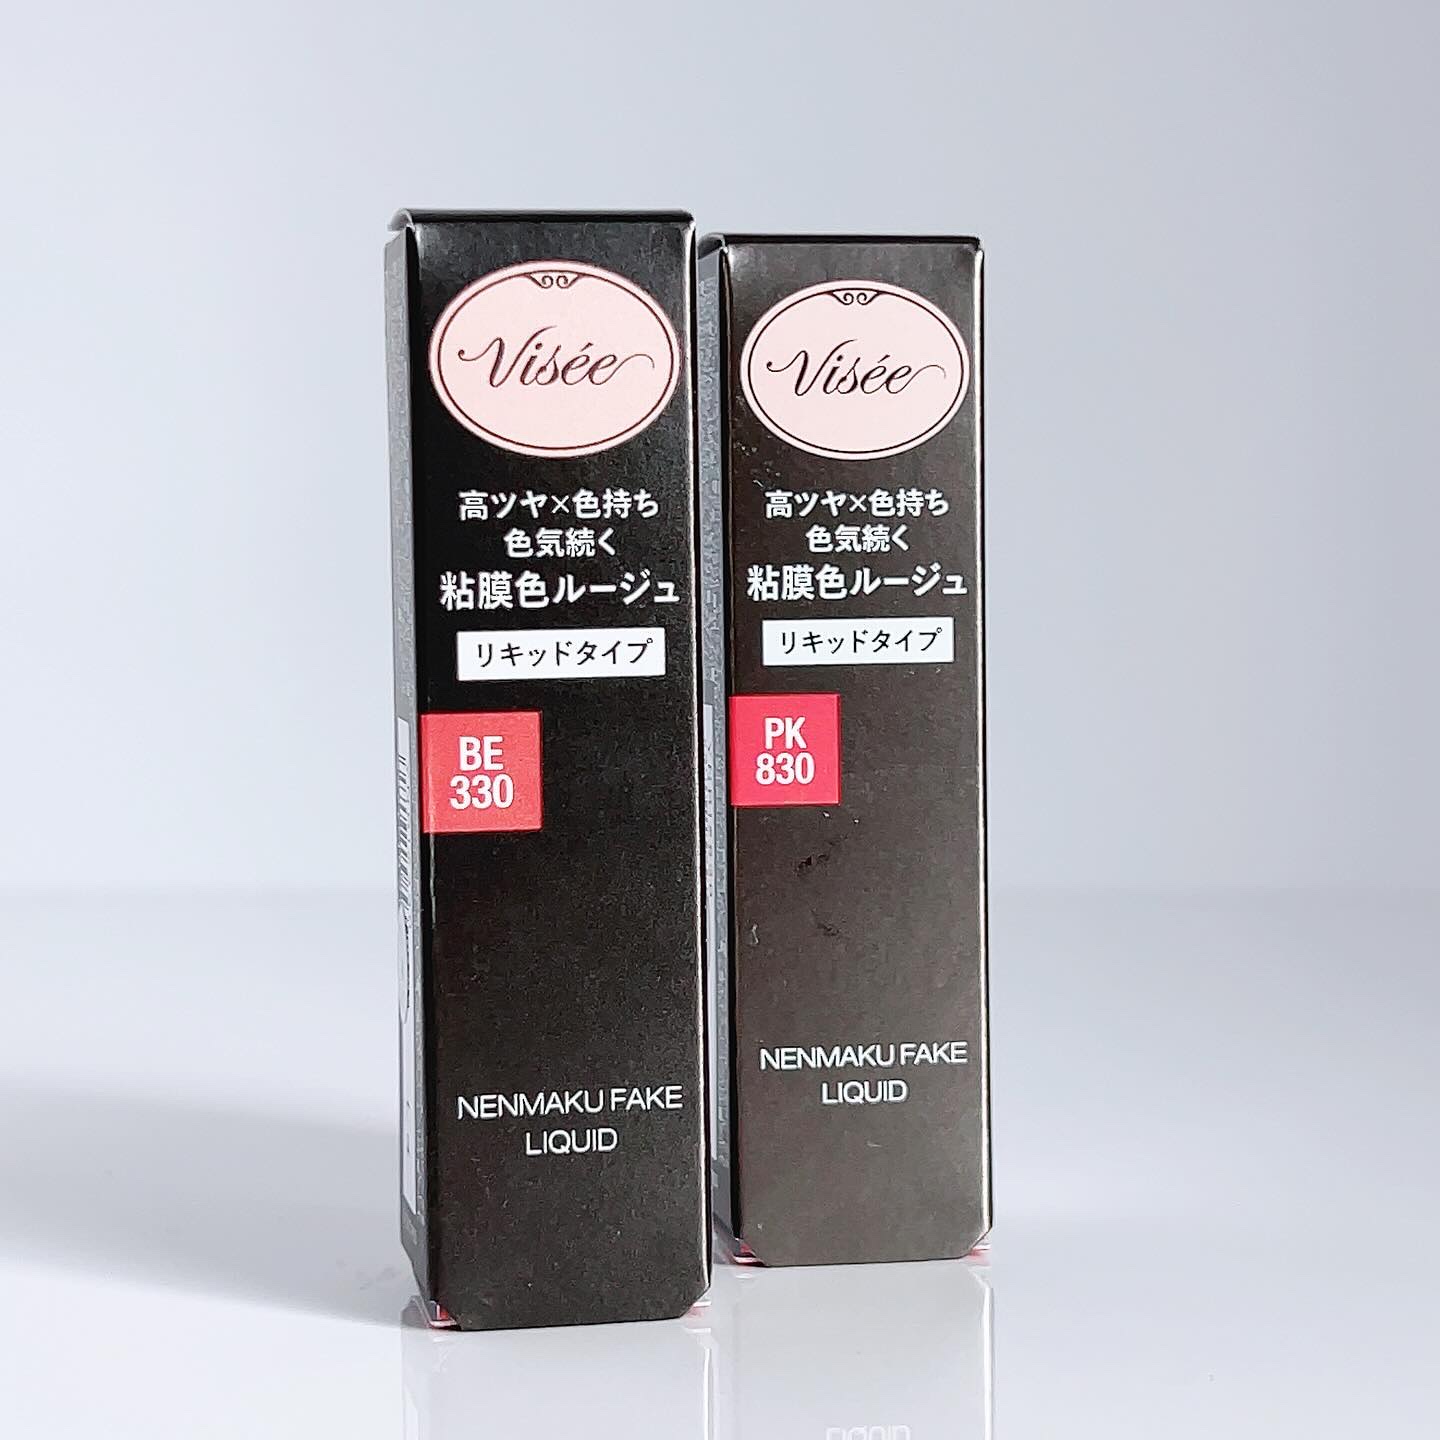 Visée
高ツヤ×色持ち
色気続く
粘膜色ルージュ
リキッドタイプ
BE
330
NENMAKU FAKE
LIQUID
Visée
高ツヤ×色持ち
色気続く
粘膜色ルージュ
リキッドタイプ
PK
830
NENMAKU FAKE
LIQUID